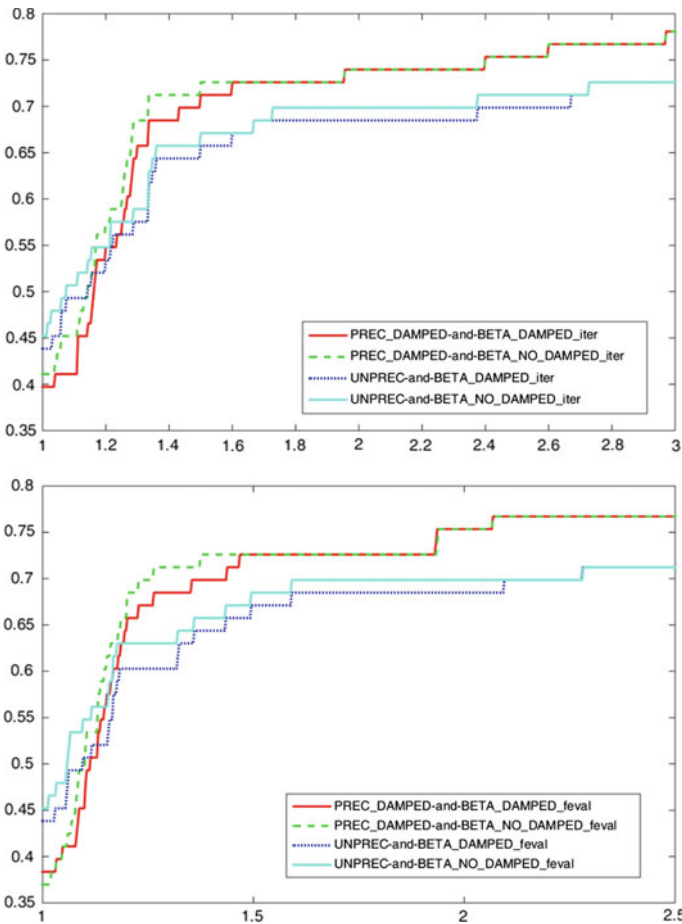 0.8
0.75
0.7
0.65
0.6
0.55
0.5
0.45
0.4
0.35
PREC_DAMPED-and-BETA_DAMPED_iter
PREC_DAMPED-and-BETA_NO_DAMPED_iter
UNPREC-and-BETA_DAMPED_iter
UNPREC-and-BETA_NO_DAMPED_iter
1 1.2 1.4 1.6 1.8 2 2.2 2.4 2.6 2.8 3
0.8
0.75
0.7
0.65
0.6
0.55
0.5
0.45
0.4
0.35
PREC_DAMPED-and-BETA_DAMPED_feval
PREC_DAMPED-and-BETA_NO_DAMPED_feval
UNPREC-and-BETA_DAMPED_feval
UNPREC-and-BETA_NO_DAMPED_feval
1 1.5 2 2.5